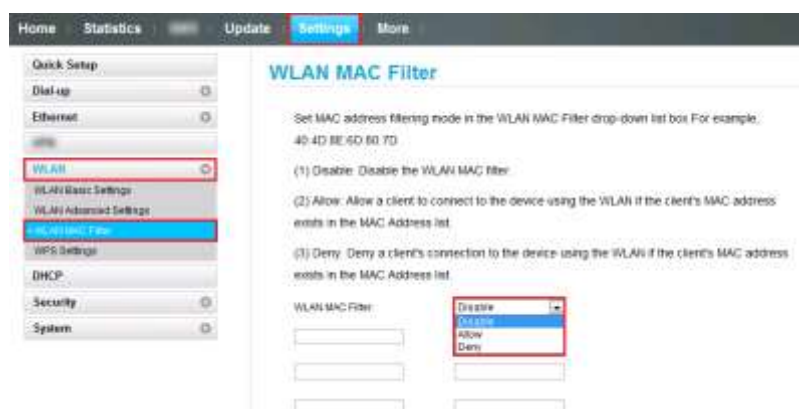 Home Statistics Update Settings More
Quick Setup
Dial-up
Ethernet
WLAN
WLAN Basic Settings
WLAN Advanced Settings
WLAN MAC Filter
WPS Settings
DHCP
Security
System
WLAN MAC Filter
Set MAC address filtering mode in the WLAN MAC Filter drop-down list box For example,
40:4D:8E:6D:60:7D
(1) Disable: Disable the WLAN MAC filter
(2) Allow: Allow a client to connect to the device using the WLAN if the client's MAC address
exists in the MAC Address list
(3) Deny: Deny a client's connection to the device using the WLAN if the client's MAC address
exists in the MAC Address list
WLAN MAC Filter: Disable
Disable
Allow
Deny